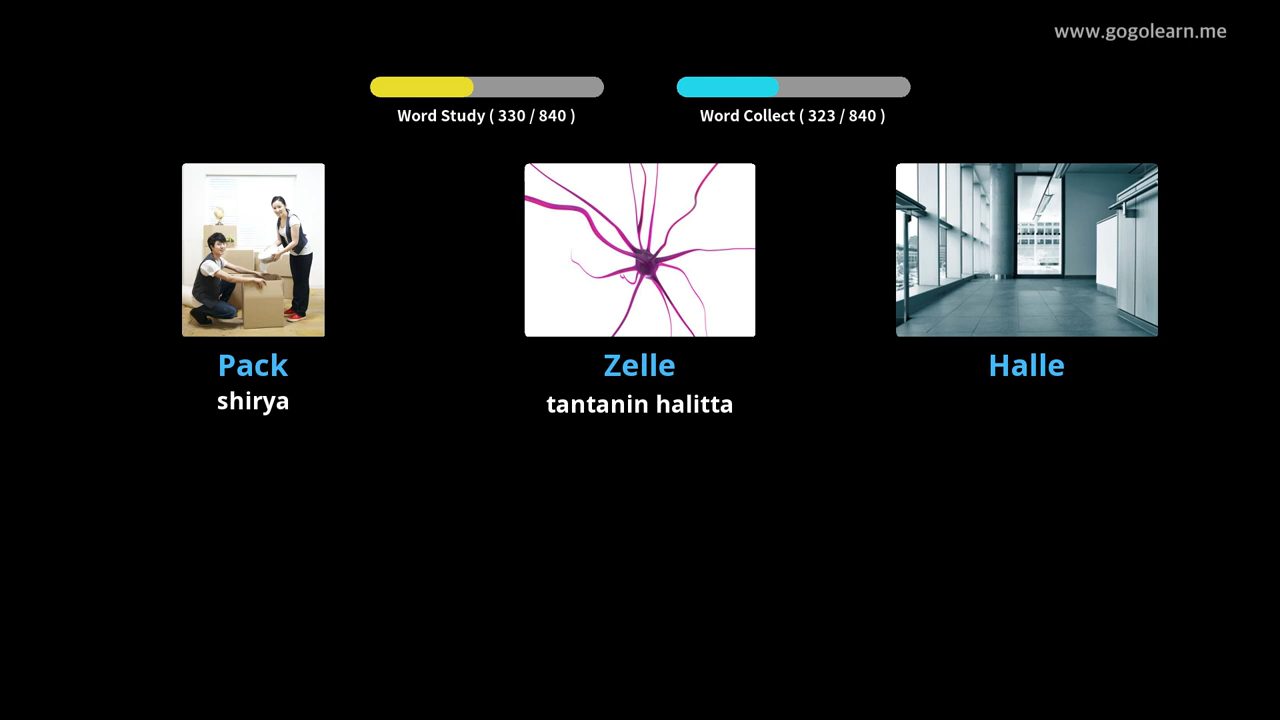 www.gogolearn.me
Word Study ( 330 / 840 )
Word Collect ( 323 / 840 )
Pack
shirya
Zelle
tantanin halitta
Halle